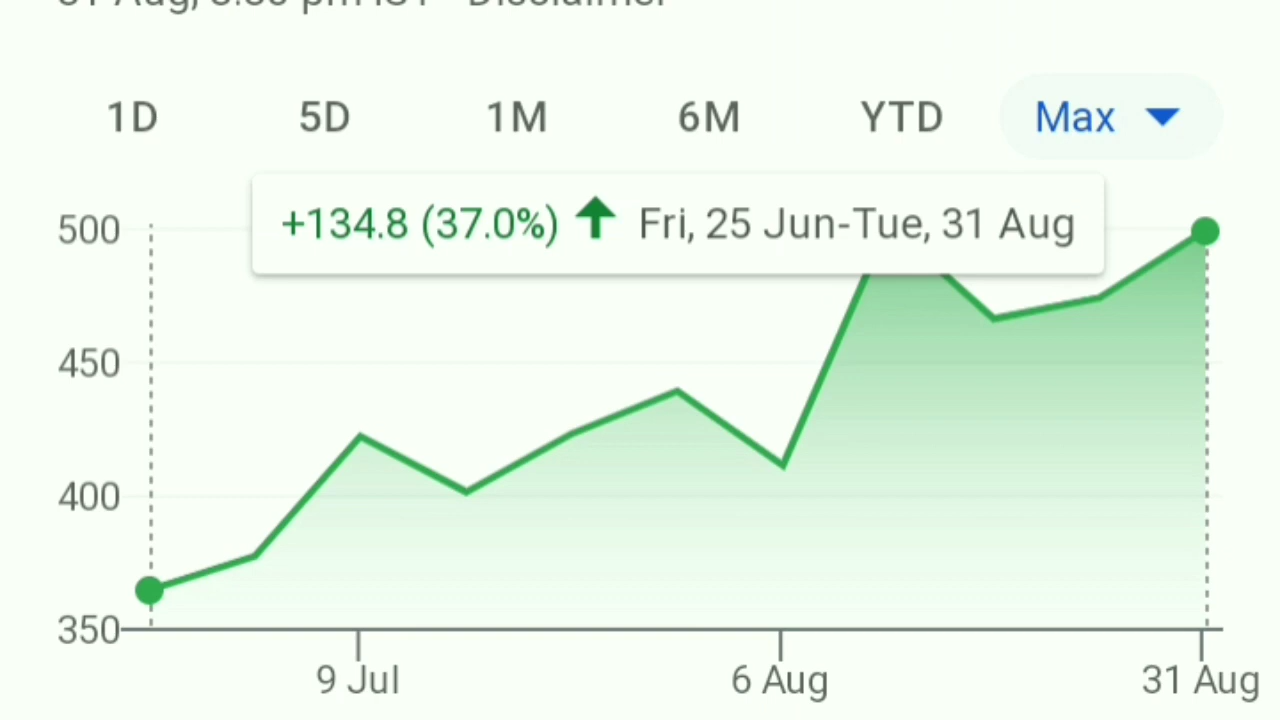 Disclaimer
1D 5D 1M 6M YTD Max
+134.8 (37.0%) Fri, 25 Jun-Tue, 31 Aug
500
450
400
350
9 Jul 6 Aug 31 Aug